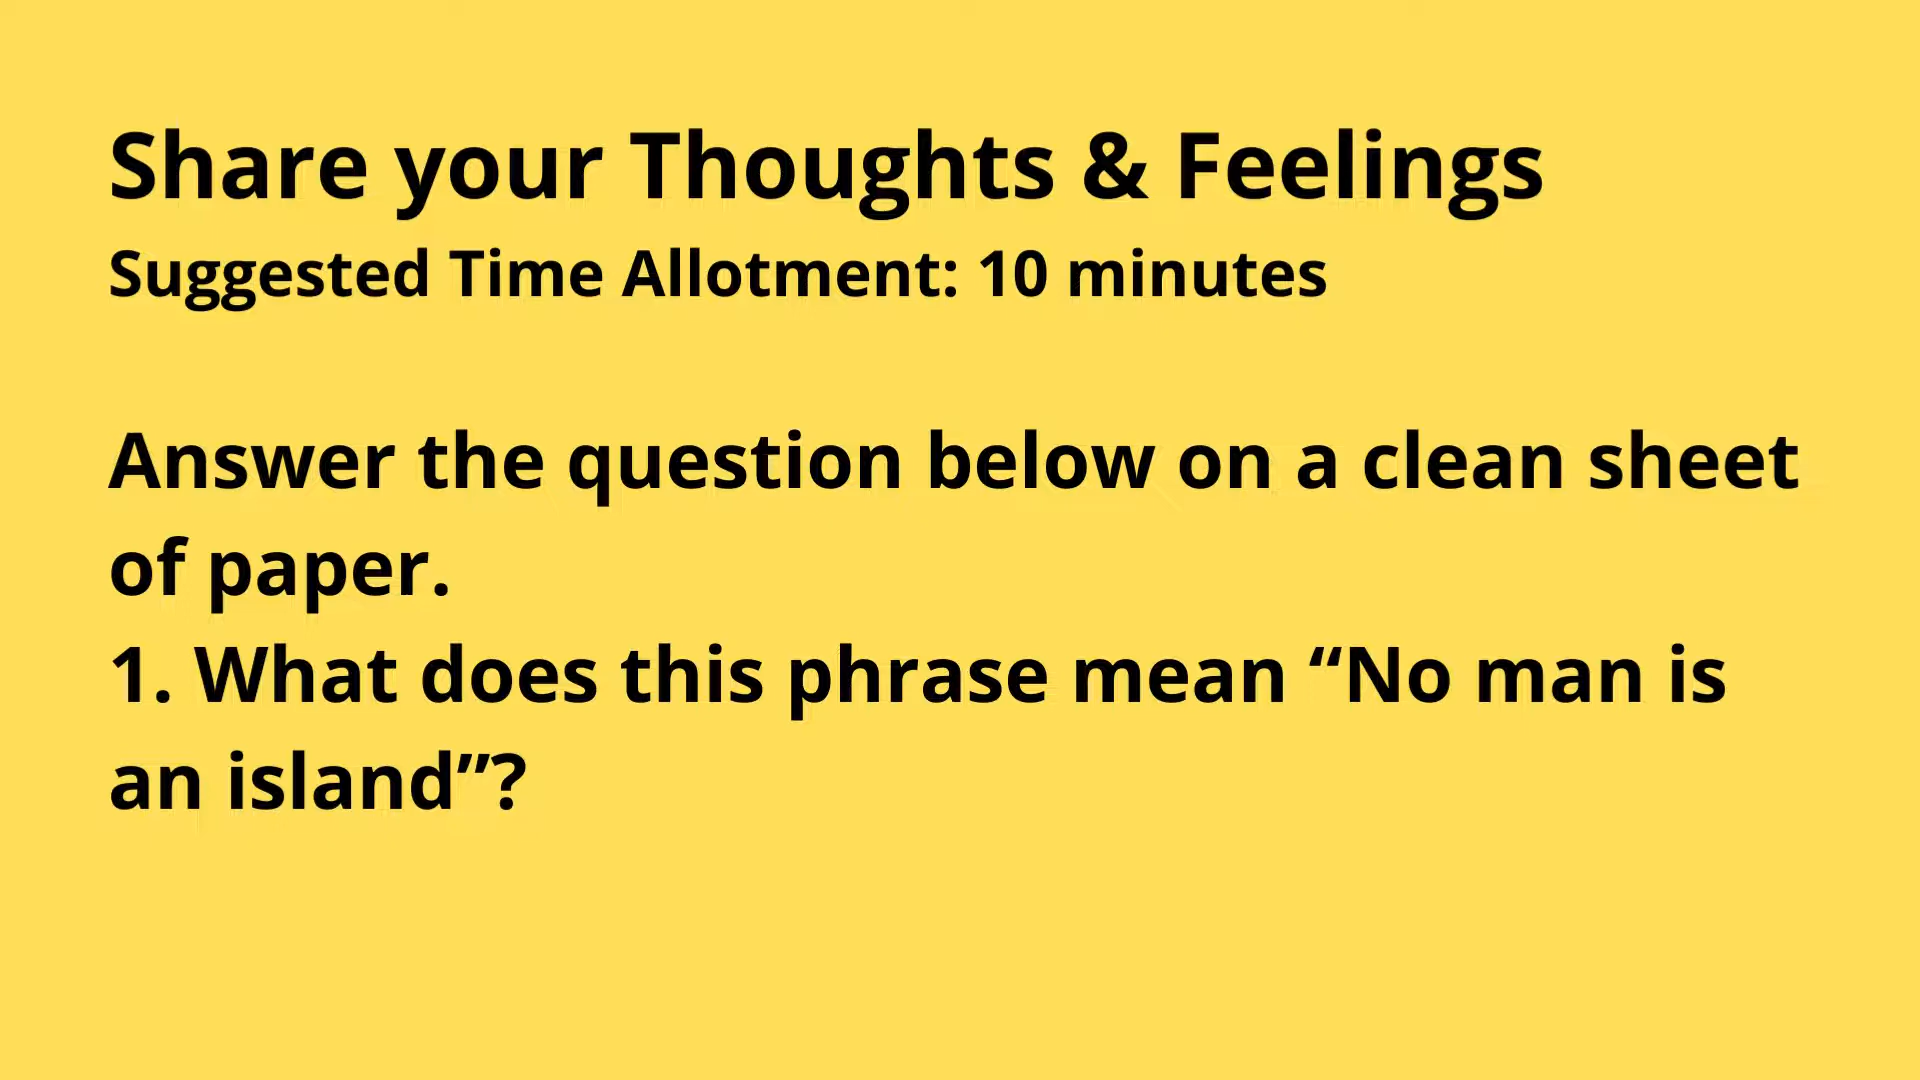 Share your Thoughts & Feelings
Suggested Time Allotment: 10 minutes
Answer the question below on a clean sheet
of paper.
1. What does this phrase mean “No man is
an island”?